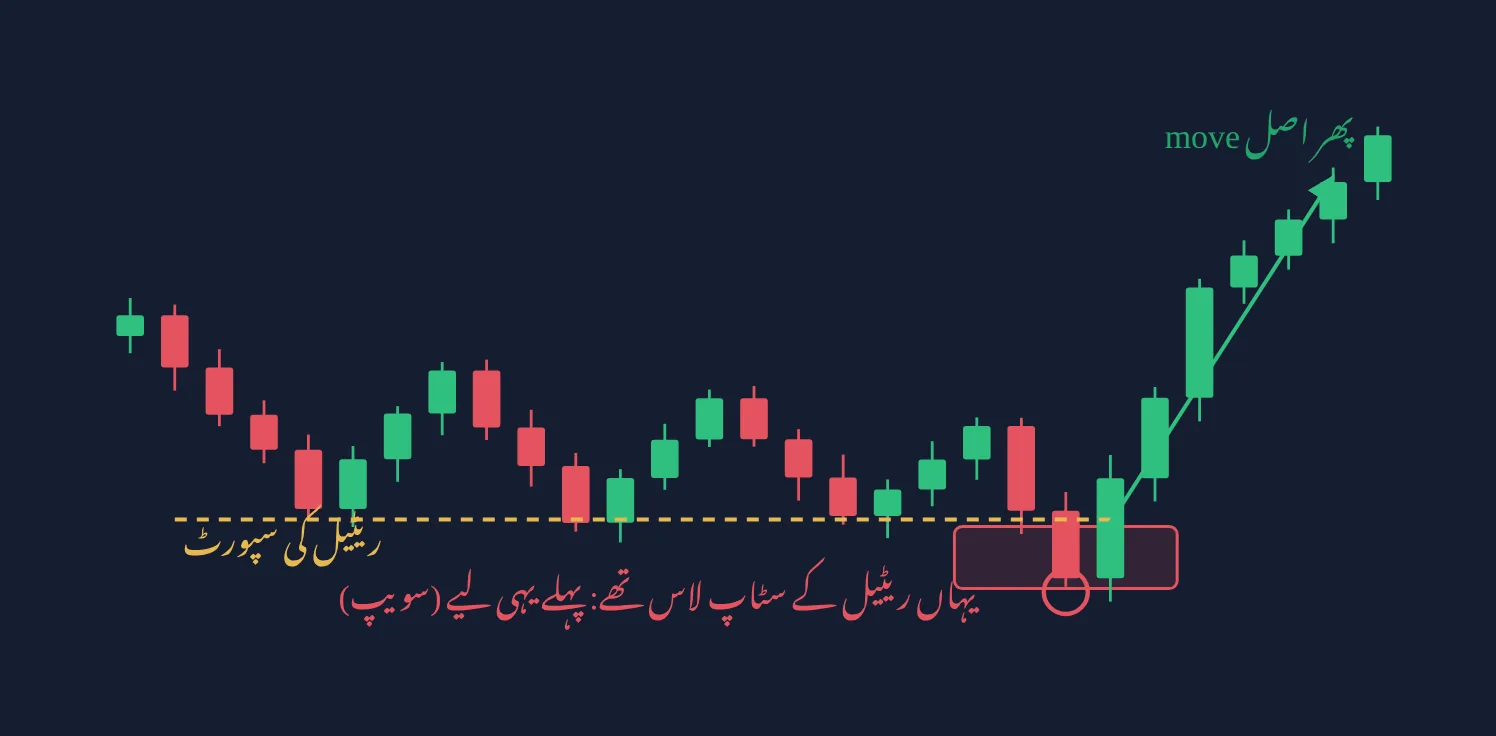 پھر اصل move
ریٹیل کی سپورٹ
یہاں ریٹیل کے سٹاپ لاس تھے: پہلے یہی لیے (سویپ)